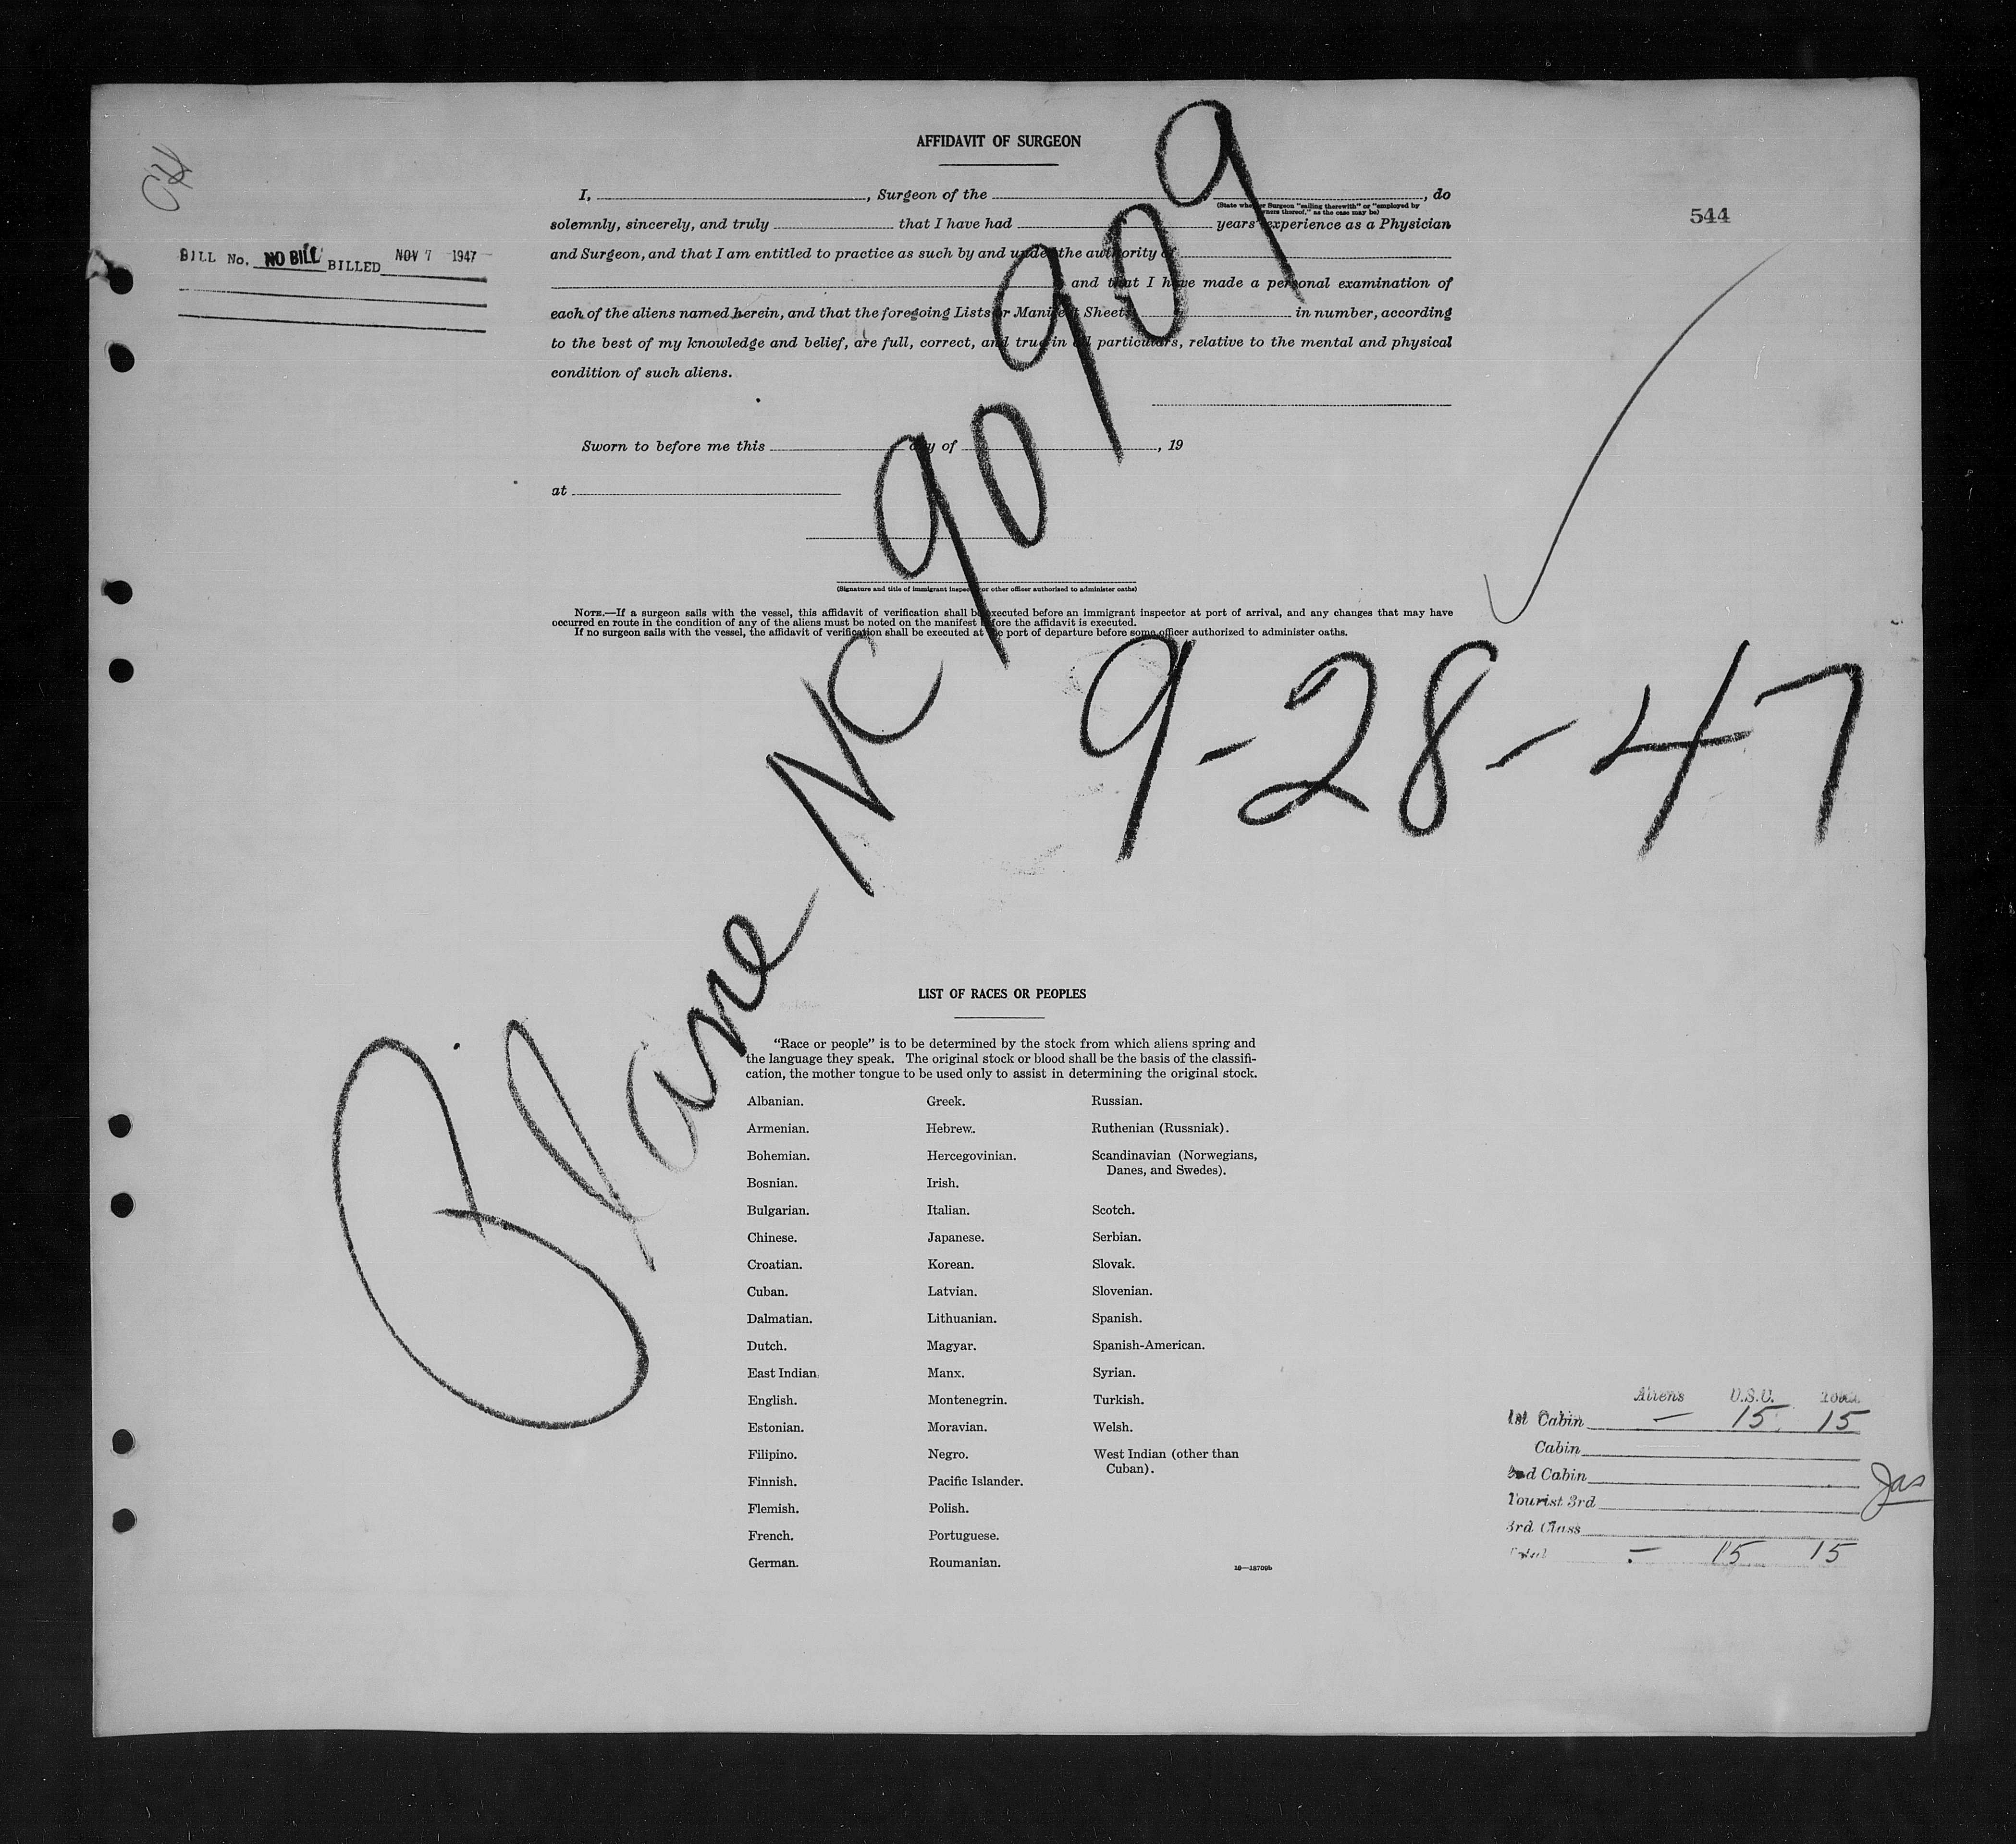 AFFIDAVIT OF SURGEON
I, , Surgeon of the , , do
(State whether Surgeon "sailing therewith" or "employed by
owners thereof," as the case may be)
solemnly, sincerely, and truly that I have had years' experience as a Physician
and Surgeon, and that I am entitled to practice as such by and under the authority of
and that I have made a personal examination of
each of the aliens named herein, and that the foregoing Lists or Manifest Sheets, in number, according
to the best of my knowledge and belief, are full, correct, and true in all particulars, relative to the mental and physical
condition of such aliens.
Sworn to before me this day of , 19
at
(Signature and title of immigrant inspector or other officer authorized to administer oaths)
NOTE.—If a surgeon sails with the vessel, this affidavit of verification shall be executed before an immigrant inspector at port of arrival, and any changes that may have
occurred en route in the condition of any of the aliens must be noted on the manifest before the affidavit is executed.
If no surgeon sails with the vessel, the affidavit of verification shall be executed at the port of departure before some officer authorized to administer oaths.
544
BILL No. NO BILL BILLED NOV 7 1947
Plane NC 90909
9-28-47
LIST OF RACES OR PEOPLES
"Race or people" is to be determined by the stock from which aliens spring and
the language they speak. The original stock or blood shall be the basis of the classifi-
cation, the mother tongue to be used only to assist in determining the original stock.
Albanian.
Armenian.
Bohemian.
Bosnian.
Bulgarian.
Chinese.
Croatian.
Cuban.
Dalmatian.
Dutch.
East Indian.
English.
Estonian.
Filipino.
Finnish.
Flemish.
French.
German.
Greek.
Hebrew.
Hercegovinian.
Irish.
Italian.
Japanese.
Korean.
Latvian.
Lithuanian.
Magyar.
Manx.
Montenegrin.
Moravian.
Negro.
Pacific Islander.
Polish.
Portuguese.
Roumanian.
Russian.
Ruthenian (Russniak).
Scandinavian (Norwegians,
Danes, and Swedes).
Scotch.
Serbian.
Slovak.
Slovenian.
Spanish.
Spanish-American.
Syrian.
Turkish.
Welsh.
West Indian (other than
Cuban).
16—18709b
Aliens U.S.C. Total
1st Cabin — 15 15
Cabin
2nd Cabin
Tourist 3rd
3rd Class
Total — 15 15